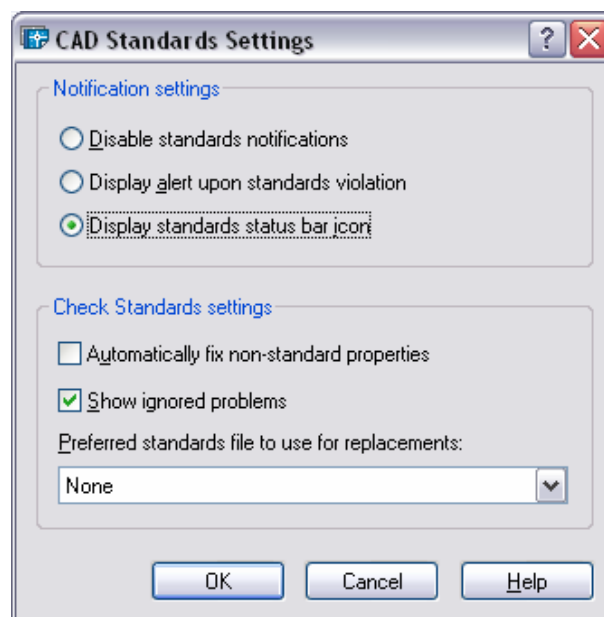 CAD Standards Settings
Notification settings
Disable standards notifications
Display alert upon standards violation
Display standards status bar icon
Check Standards settings
Automatically fix non-standard properties
Show ignored problems
Preferred standards file to use for replacements:
None
OK Cancel Help